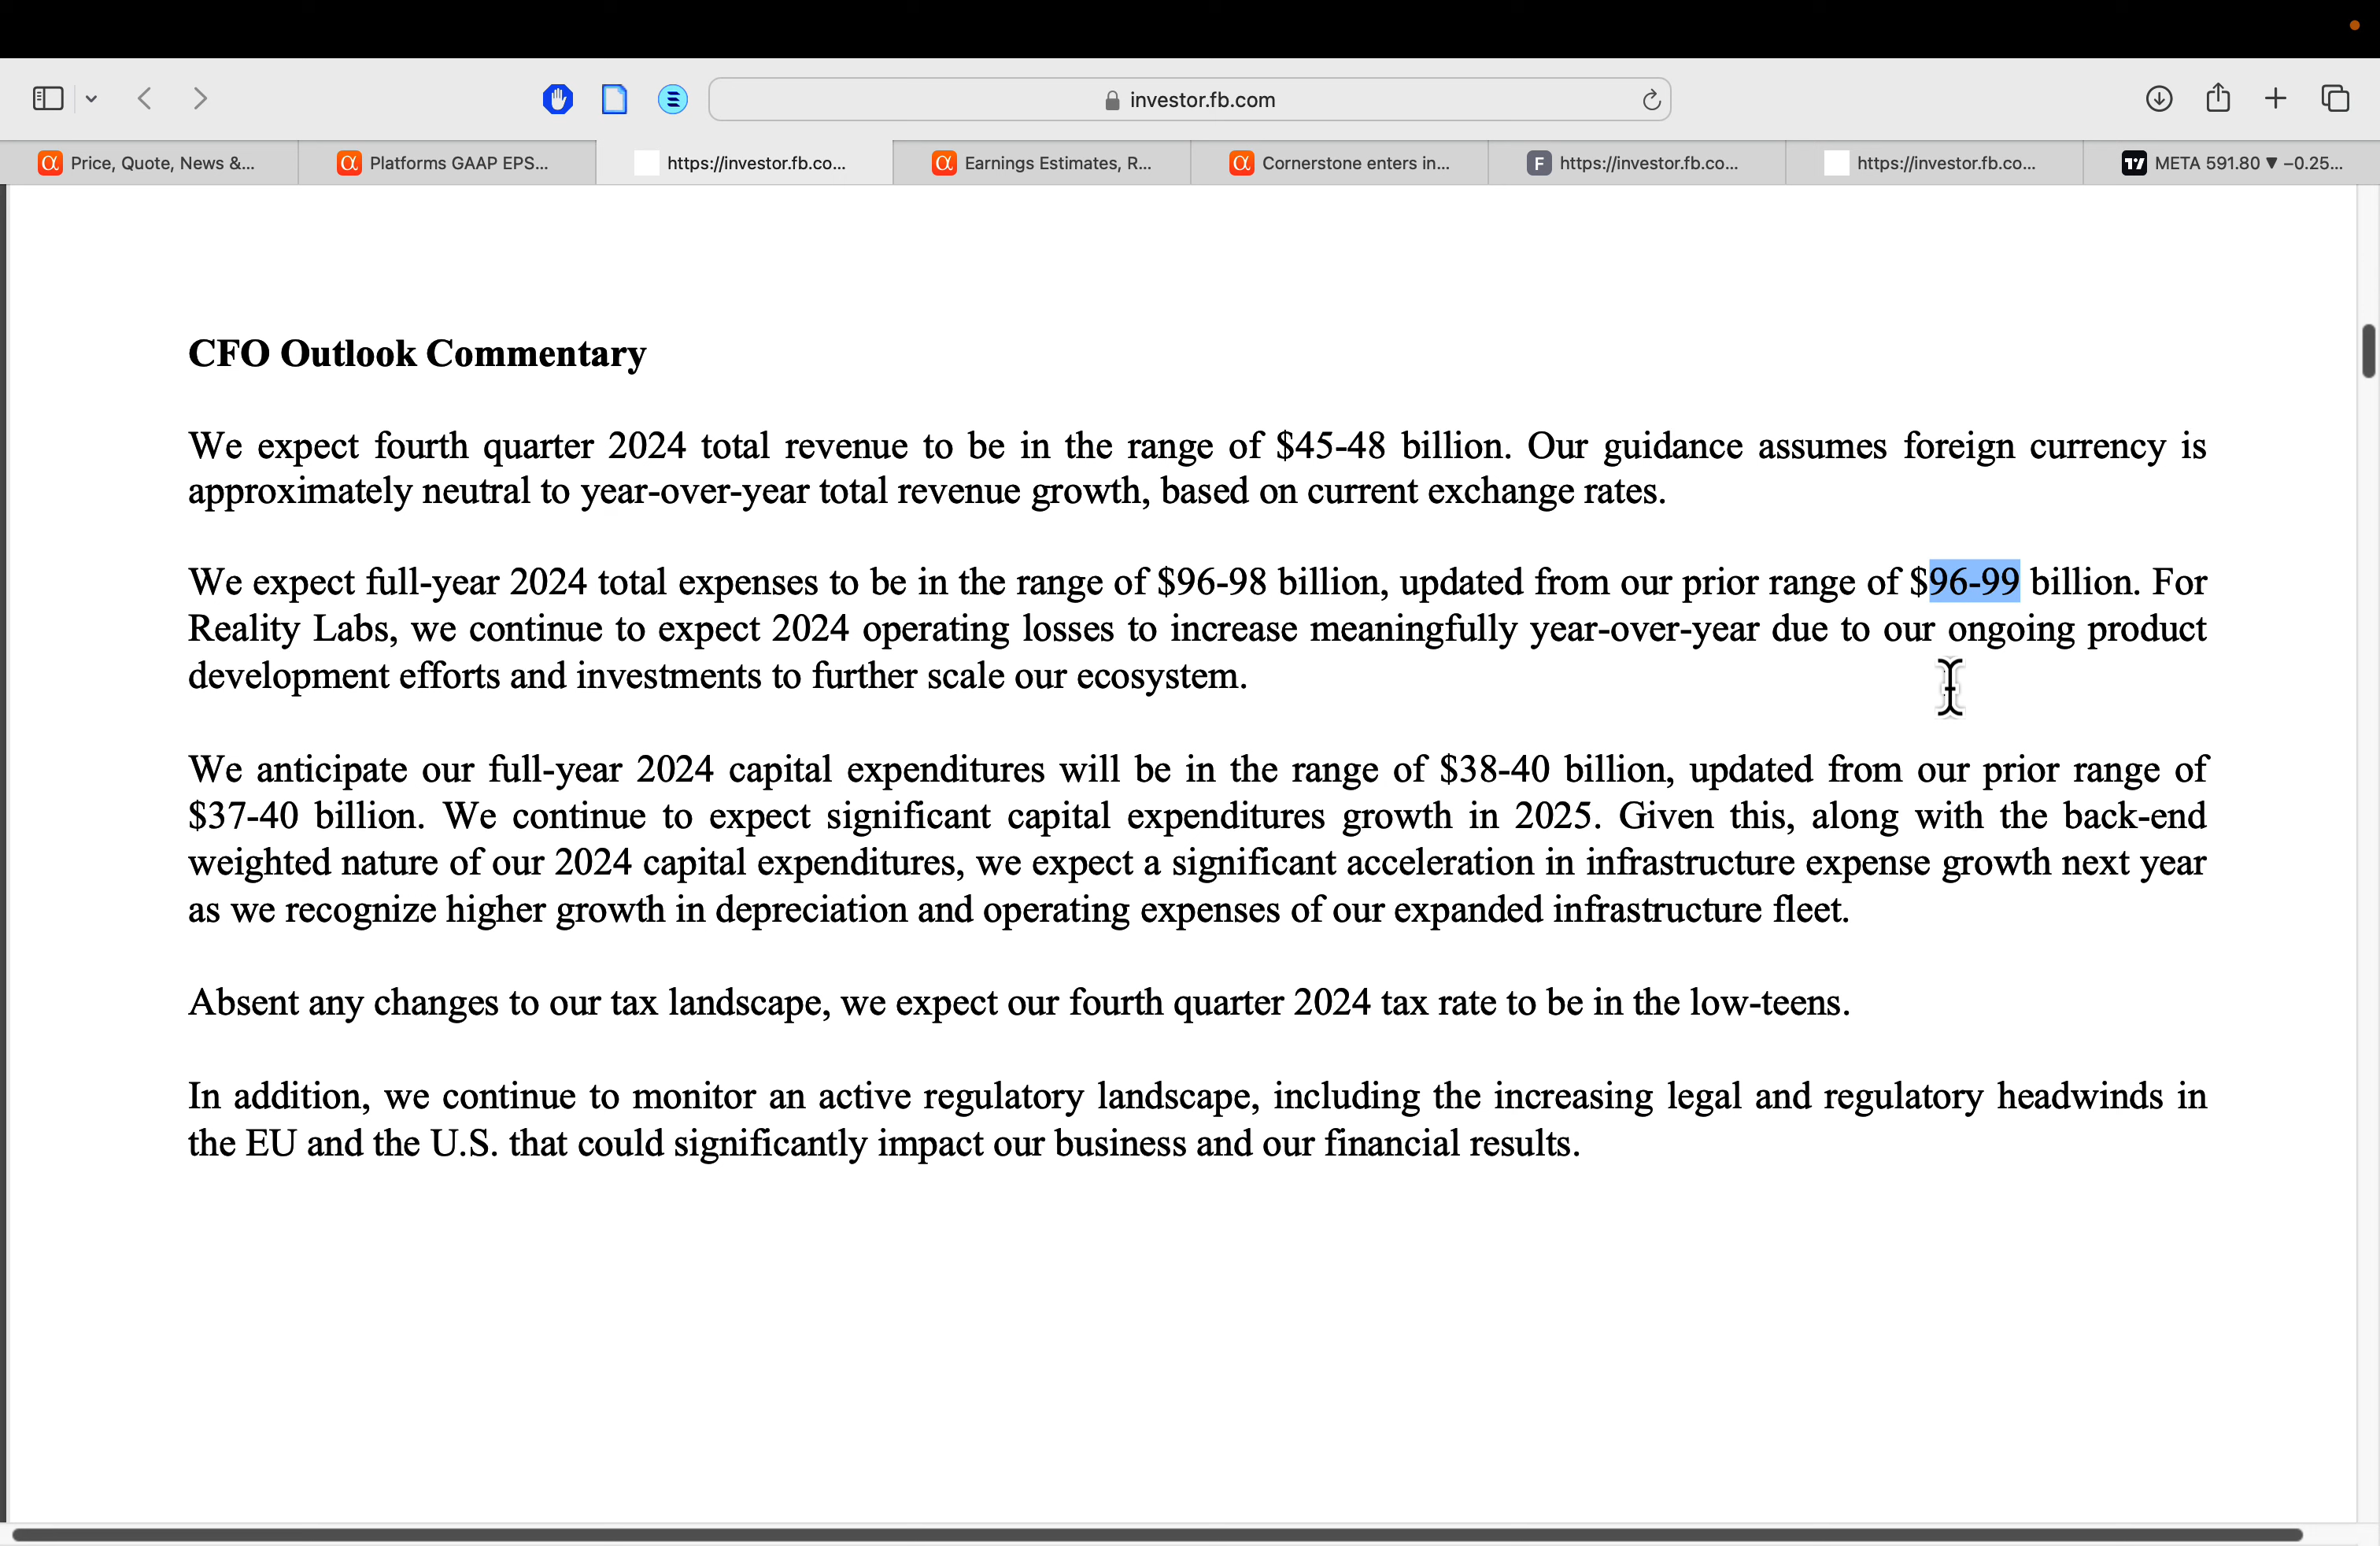 investor.fb.com
Price, Quote, News &...
Platforms GAAP EPS...
https://investor.fb.co...
Earnings Estimates, R...
Cornerstone enters in...
F https://investor.fb.co...
https://investor.fb.co...
META 591.80 ▼ −0.25...
CFO Outlook Commentary
We expect fourth quarter 2024 total revenue to be in the range of $45-48 billion. Our guidance assumes foreign currency is
approximately neutral to year-over-year total revenue growth, based on current exchange rates.
We expect full-year 2024 total expenses to be in the range of $96-98 billion, updated from our prior range of $96-99 billion. For
Reality Labs, we continue to expect 2024 operating losses to increase meaningfully year-over-year due to our ongoing product
development efforts and investments to further scale our ecosystem.
We anticipate our full-year 2024 capital expenditures will be in the range of $38-40 billion, updated from our prior range of
$37-40 billion. We continue to expect significant capital expenditures growth in 2025. Given this, along with the back-end
weighted nature of our 2024 capital expenditures, we expect a significant acceleration in infrastructure expense growth next year
as we recognize higher growth in depreciation and operating expenses of our expanded infrastructure fleet.
Absent any changes to our tax landscape, we expect our fourth quarter 2024 tax rate to be in the low-teens.
In addition, we continue to monitor an active regulatory landscape, including the increasing legal and regulatory headwinds in
the EU and the U.S. that could significantly impact our business and our financial results.